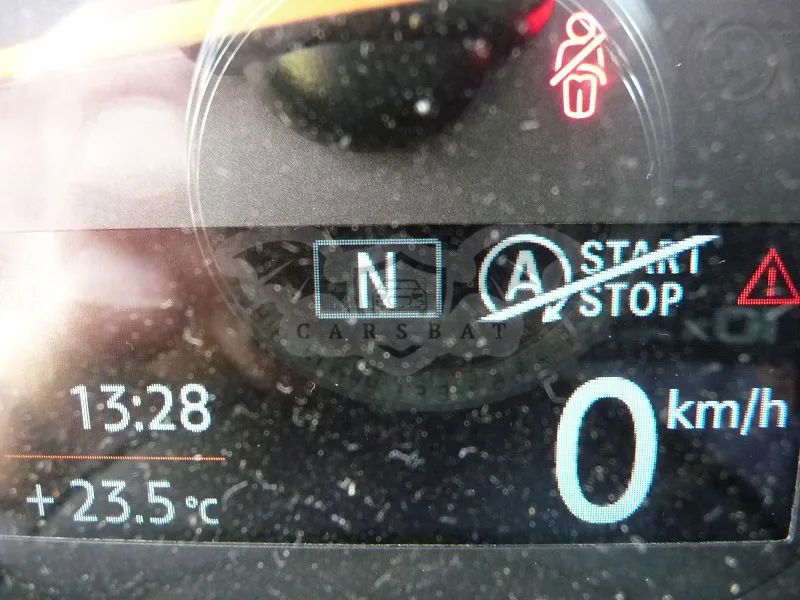 N
A
START
STOP
CARSBAT
13:28
0 km/h
+ 23.5 °C